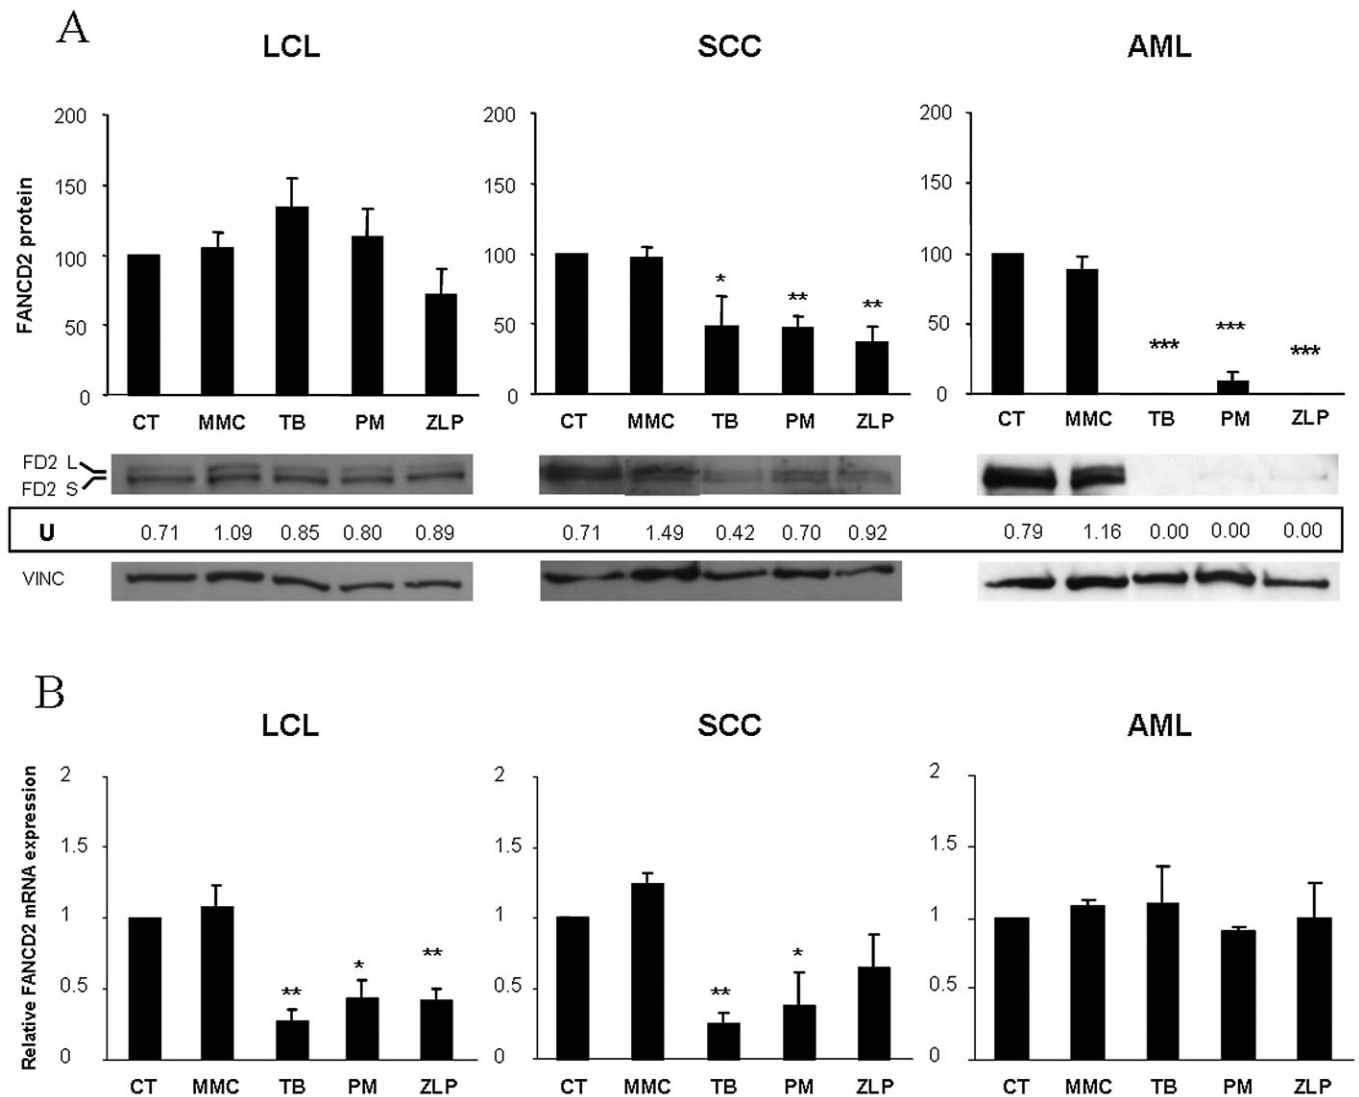 A
LCL SCC AML
FANCD2 protein
200
150
100
50
0
CT MMC TB PM ZLP
200
150
100
50
0
* ** **
CT MMC TB PM ZLP
200
150
100
50
0
*** *** ***
CT MMC TB PM ZLP
FD2 L
FD2 S
U 0.71 1.09 0.85 0.80 0.89 0.71 1.49 0.42 0.70 0.92 0.79 1.16 0.00 0.00 0.00
VINC
B
LCL SCC AML
Relative FANCD2 mRNA expression
2
1.5
1
0.5
0
** * **
CT MMC TB PM ZLP
2
1.5
1
0.5
0
** *
CT MMC TB PM ZLP
2
1.5
1
0.5
0
CT MMC TB PM ZLP